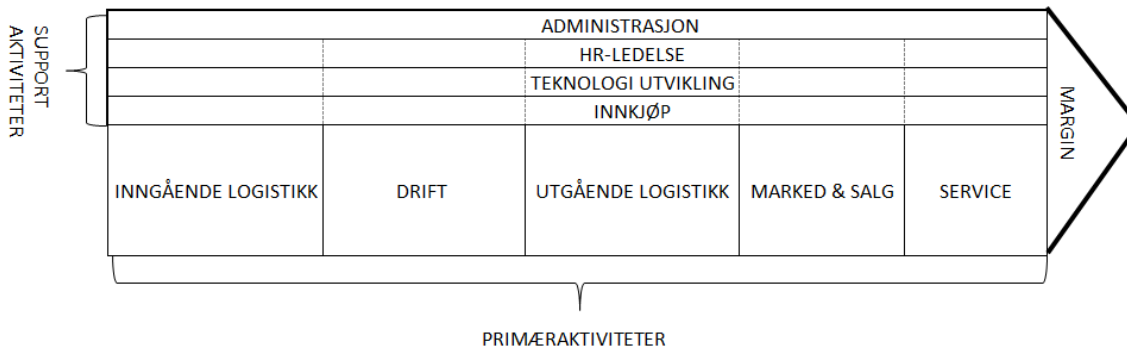 SUPPORT
AKTIVITETER
ADMINISTRASJON
HR-LEDELSE
TEKNOLOGI UTVIKLING
INNKJØP
INNGÅENDE LOGISTIKK
DRIFT
UTGÅENDE LOGISTIKK
MARKED & SALG
SERVICE
MARGIN
PRIMÆRAKTIVITETER